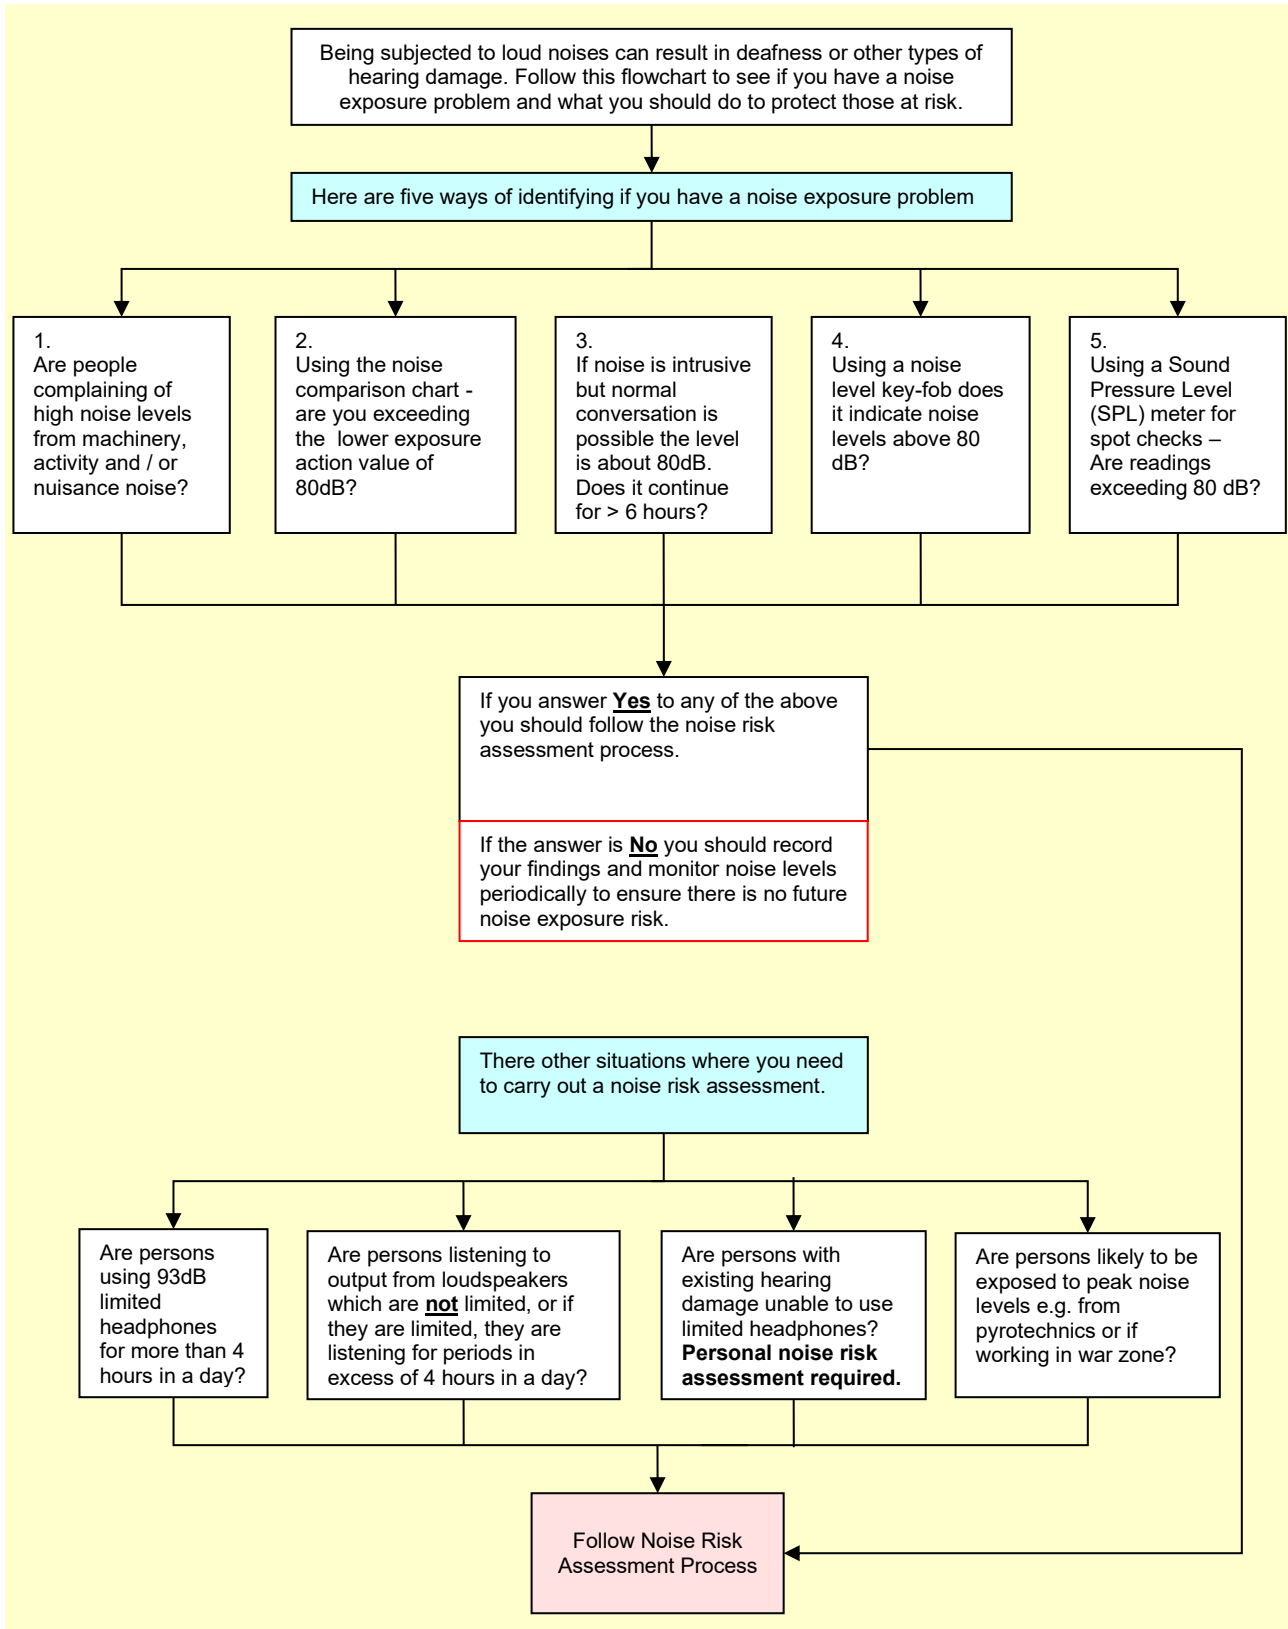 Being subjected to loud noises can result in deafness or other types of
hearing damage. Follow this flowchart to see if you have a noise
exposure problem and what you should do to protect those at risk.
Here are five ways of identifying if you have a noise exposure problem
1.
Are people
complaining of
high noise levels
from machinery,
activity and / or
nuisance noise?
2.
Using the noise
comparison chart -
are you exceeding
the lower exposure
action value of
80dB?
3.
If noise is intrusive
but normal
conversation is
possible the level
is about 80dB.
Does it continue
for > 6 hours?
4.
Using a noise
level key-fob does
it indicate noise
levels above 80
dB?
5.
Using a Sound
Pressure Level
(SPL) meter for
spot checks –
Are readings
exceeding 80 dB?
If you answer Yes to any of the above
you should follow the noise risk
assessment process.
If the answer is No you should record
your findings and monitor noise levels
periodically to ensure there is no future
noise exposure risk.
There other situations where you need
to carry out a noise risk assessment.
Are persons
using 93dB
limited
headphones
for more than 4
hours in a day?
Are persons listening to
output from loudspeakers
which are not limited, or if
they are limited, they are
listening for periods in
excess of 4 hours in a day?
Are persons with
existing hearing
damage unable to use
limited headphones?
Personal noise risk
assessment required.
Are persons likely to be
exposed to peak noise
levels e.g. from
pyrotechnics or if
working in war zone?
Follow Noise Risk
Assessment Process